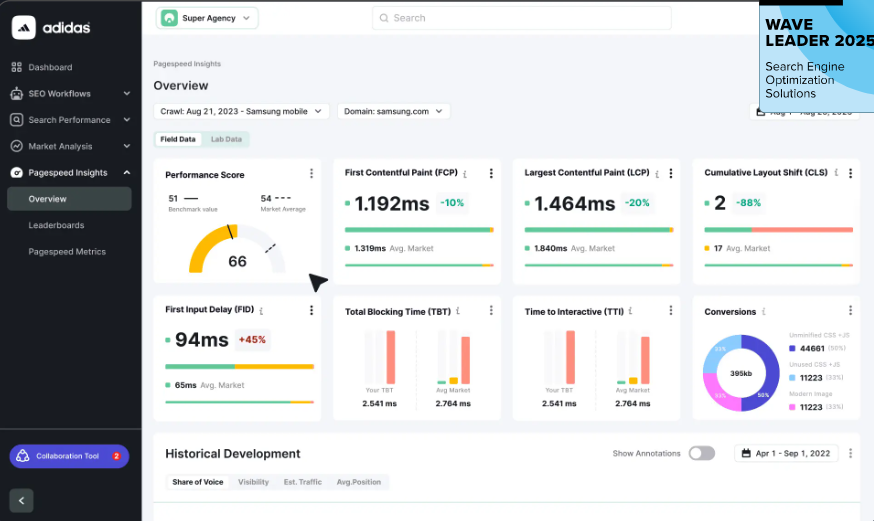 adidas
Super Agency
Search
WAVE
LEADER 2025
Search Engine
Optimization
Solutions
Dashboard
SEO Workflows
Search Performance
Market Analysis
Pagespeed Insights
Overview
Leaderboards
Pagespeed Metrics
Collaboration Tool 2
Pagespeed Insights
Overview
Crawl: Aug 21, 2023 - Samsung mobile
Domain: samsung.com
Field Data
Lab Data
Performance Score
51
Benchmark value
54
Market Average
66
First Contentful Paint (FCP)
1.192ms -10%
1.319ms Avg. Market
Largest Contentful Paint (LCP)
1.464ms -20%
1.840ms Avg. Market
Cumulative Layout Shift (CLS)
2 -88%
17 Avg. Market
First Input Delay (FID)
94ms +45%
65ms Avg. Market
Total Blocking Time (TBT)
Your TBT
2.541 ms
Avg Market
2.764 ms
Time to Interactive (TTI)
Your TBT
2.541 ms
Avg Market
2.764 ms
Conversions
395kb
50%
Unminified CSS +JS
44661 (50%)
Unused CSS +JS
11223 (33%)
Modern Image
11223 (33%)
Historical Development
Show Annotations
Apr 1 - Sep 1, 2022
Share of Voice
Visibility
Est. Traffic
Avg.Position